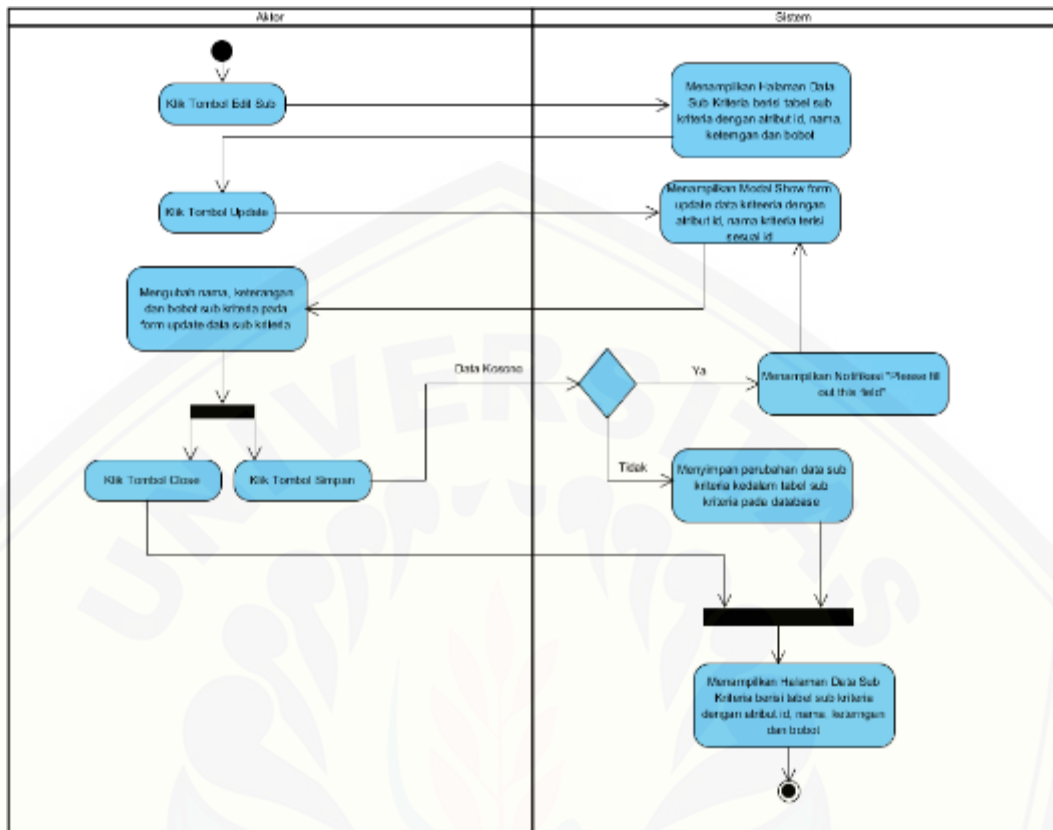 Aktor
Sistem
Klik Tombol Edit Sub
Menampilkan Halaman Data
Sub Kriteria berisi tabel sub
kriteria dengan atribut id, nama,
keterngan dan bobot
Klik Tombol Update
Menampilkan Modal Show form
update data kriteeria dengan
atribut id, nama kriteria terisi
sesuai id
Mengubah nama, keterangan
dan bobot sub kriteria pada
form update data sub kriteria
Data Kosong
Ya
Menampilkan Notifikasi "Please fill
out this field"
Tidak
Klik Tombol Close
Klik Tombol Simpan
Menyimpan perubahan data sub
kriteria kedalam tabel sub
kriteria pada database
Menampilkan Halaman Data Sub
Kriteria berisi tabel sub kriteria
dengan atribut id, nama, keterngan
dan bobot
UNIVERSITAS